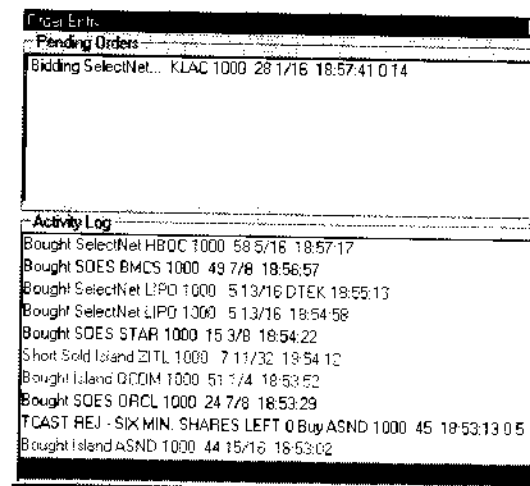 Order Entry
Pending Orders
Bidding SelectNet... KLAC 1000 28 1/16 18:57:41 0 14
Activity Log
Bought SelectNet HBOC 1000 58 5/16 18:57:17
Bought SOES BMCS 1000 49 7/8 18:56:57
Bought SelectNet LIPO 1000 5 13/16 DTEK 18:55:13
Bought SelectNet LIPO 1000 5 13/16 18:54:58
Bought SOES STAR 1000 15 3/8 18:54:22
Short Sold Island ZITL 1000 7 11/32 18:54:12
Bought Island QCOM 1000 51 1/4 18:53:52
Bought SOES ORCL 1000 24 7/8 18:53:29
TCAST REJ - SIX MIN. SHARES LEFT 0 Buy ASND 1000 45 18:53:13 0 5
Bought Island ASND 1000 44 15/16 18:53:02